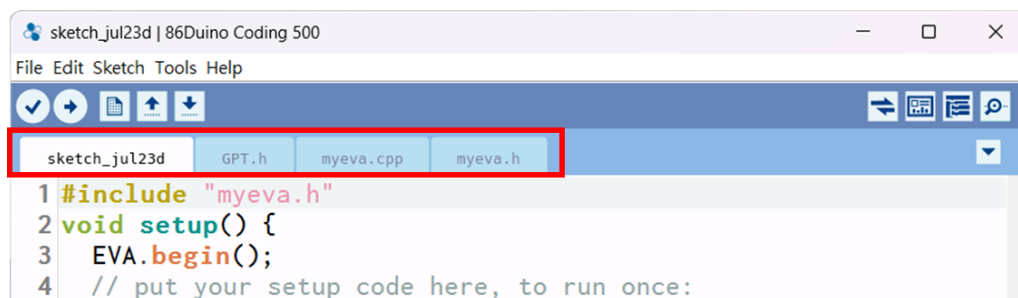 sketch_jul23d | 86Duino Coding 500
File Edit Sketch Tools Help
sketch_jul23d GPT.h myeva.cpp myeva.h
1 #include "myeva.h"
2 void setup() {
3 EVA.begin();
4 // put your setup code here, to run once: